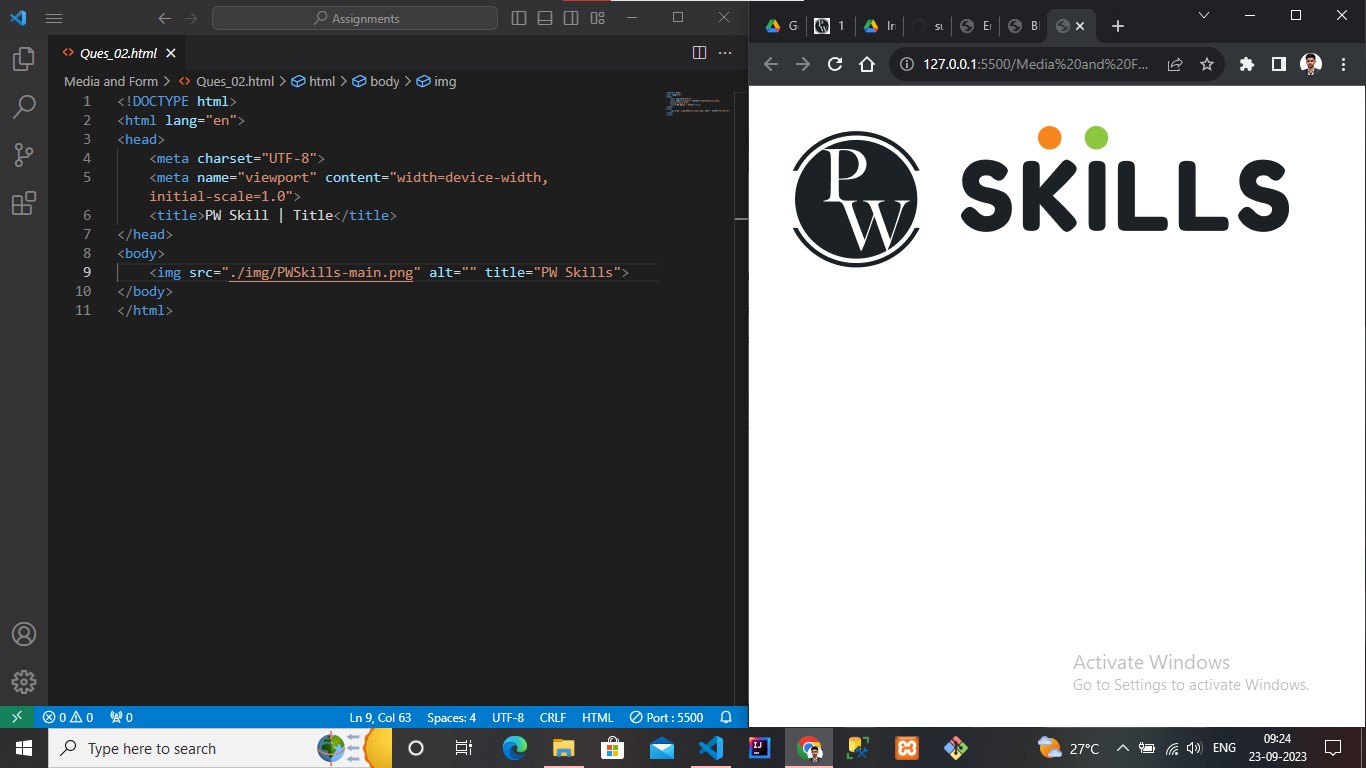 Assignments
Ques_02.html
Media and Form > Ques_02.html > html > body > img
1 <!DOCTYPE html>
2 <html lang="en">
3 <head>
4 <meta charset="UTF-8">
5 <meta name="viewport" content="width=device-width,
initial-scale=1.0">
6 <title>PW Skill | Title</title>
7 </head>
8 <body>
9 <img src="./img/PWSkills-main.png" alt="" title="PW Skills">
10 </body>
11 </html>
0 0 0 Ln 9, Col 63 Spaces: 4 UTF-8 CRLF HTML Port : 5500
1
127.0.0.1:5500/Media%20and%20F...
PW SKILLS
Activate Windows
Go to Settings to activate Windows.
Type here to search
27°C ENG 09:24
23-09-2023